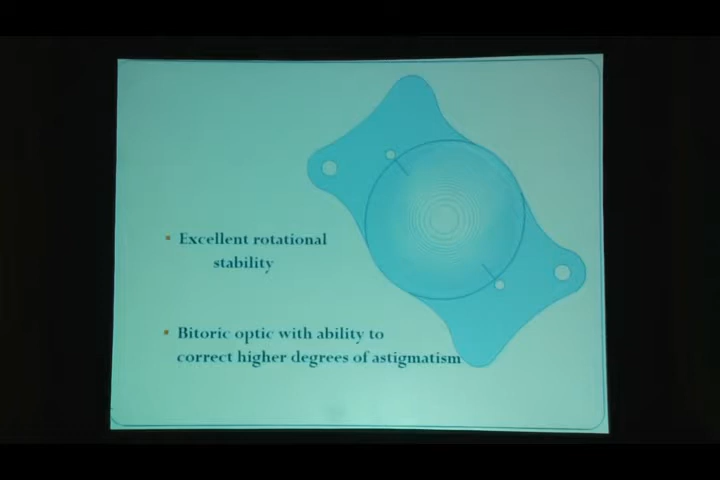 Excellent rotational
stability
Bitoric optic with ability to
correct higher degrees of astigmatism